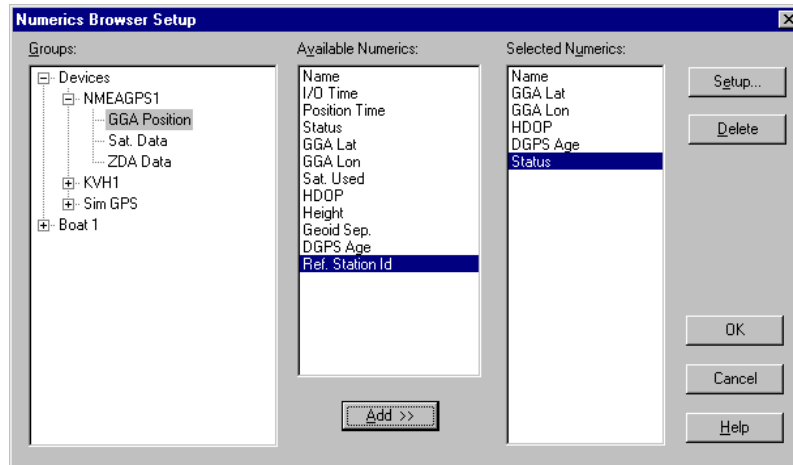 Numerics Browser Setup
Groups:
Devices
NMEAGPS1
GGA Position
Sat. Data
ZDA Data
KVH1
Sim GPS
Boat 1
Available Numerics:
Name
I/O Time
Position Time
Status
GGA Lat
GGA Lon
Sat. Used
HDOP
Height
Geoid Sep.
DGPS Age
Ref. Station Id
Add >>
Selected Numerics:
Name
GGA Lat
GGA Lon
HDOP
DGPS Age
Status
Setup...
Delete
OK
Cancel
Help